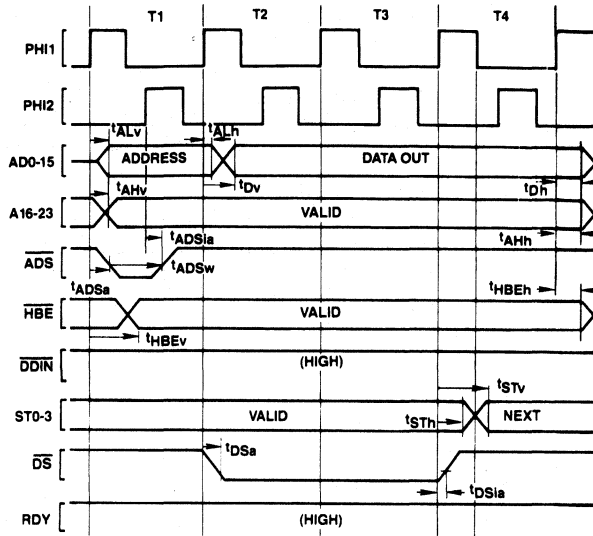 T1 T2 T3 T4
PHI1
PHI2
tALv tALh
AD0-15 ADDRESS DATA OUT
tDv tDh
tAHv
A16-23 VALID
tADSia tAHh
ADS tADSw
tADSa tHBEh
HBE VALID
tHBEv
DDIN (HIGH)
tSTv
ST0-3 VALID tSTh NEXT
tDSa
DS
tDSia
RDY (HIGH)